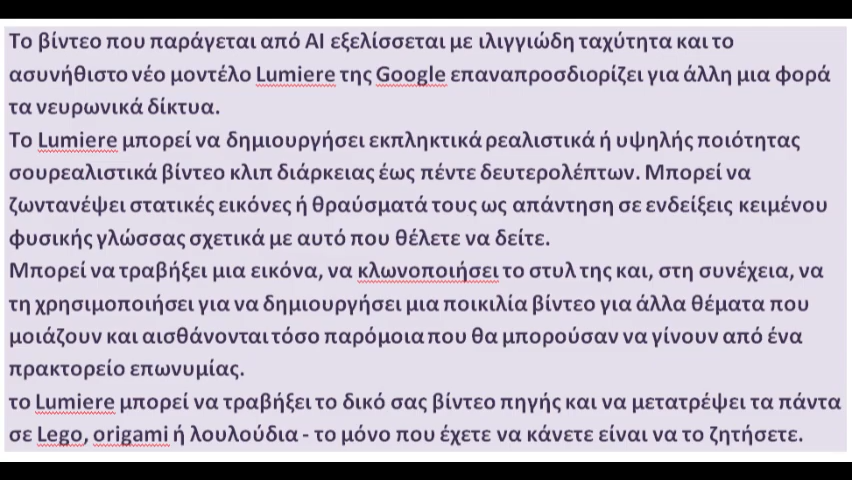 Το βίντεο που παράγεται από AI εξελίσσεται με ιλιγγιώδη ταχύτητα και το
ασυνήθιστο νέο μοντέλο Lumiere της Google επαναπροσδιορίζει για άλλη μια φορά
τα νευρωνικά δίκτυα.
Το Lumiere μπορεί να δημιουργήσει εκπληκτικά ρεαλιστικά ή υψηλής ποιότητας
σουρεαλιστικά βίντεο κλιπ διάρκειας έως πέντε δευτερολέπτων. Μπορεί να
ζωντανέψει στατικές εικόνες ή θραύσματά τους ως απάντηση σε ενδείξεις κειμένου
φυσικής γλώσσας σχετικά με αυτό που θέλετε να δείτε.
Μπορεί να τραβήξει μια εικόνα, να κλωνοποιήσει το στυλ της και, στη συνέχεια, να
τη χρησιμοποιήσει για να δημιουργήσει μια ποικιλία βίντεο για άλλα θέματα που
μοιάζουν και αισθάνονται τόσο παρόμοια που θα μπορούσαν να γίνουν από ένα
πρακτορείο επωνυμίας.
το Lumiere μπορεί να τραβήξει το δικό σας βίντεο πηγής και να μετατρέψει τα πάντα
σε Lego, origami ή λουλούδια - το μόνο που έχετε να κάνετε είναι να το ζητήσετε.